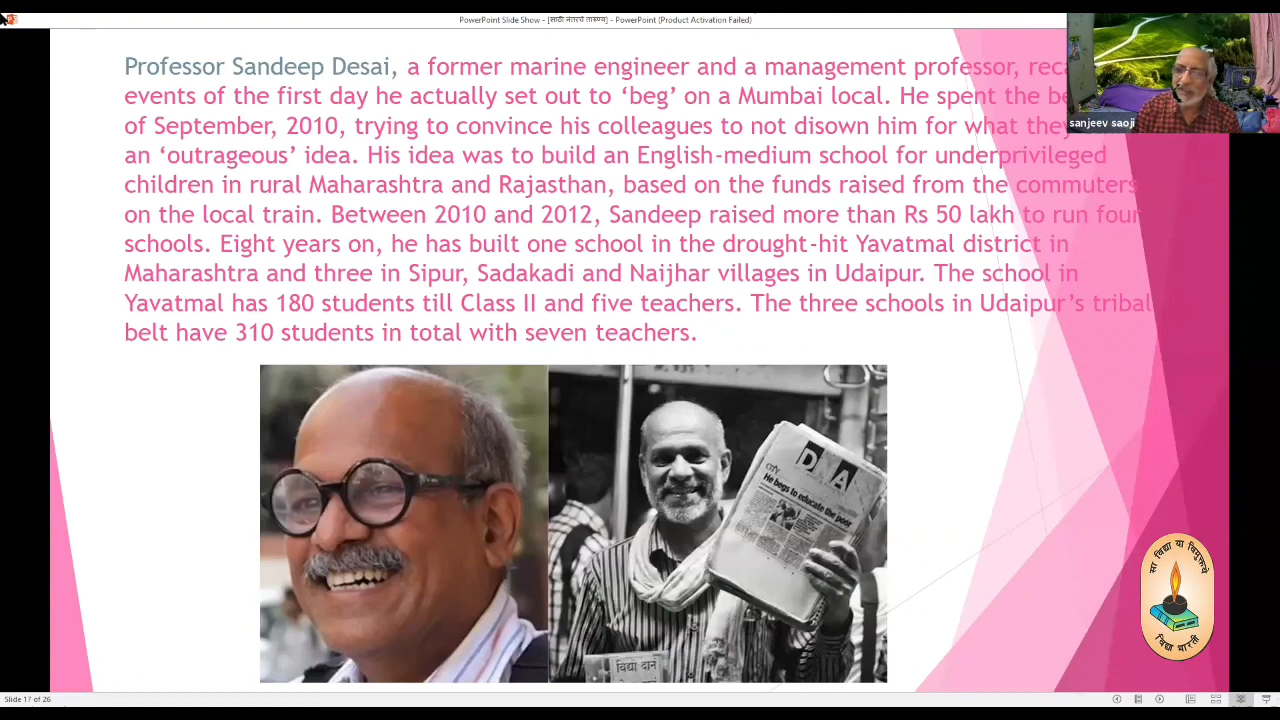 PowerPoint Slide Show - [साठी नंतरचे तारुण्य] - PowerPoint (Product Activation Failed)
Professor Sandeep Desai, a former marine engineer and a management professor,
events of the first day he actually set out to ‘beg’ on a Mumbai local. He spent the
of September, 2010, trying to convince his colleagues to not disown him for what
an ‘outrageous’ idea. His idea was to build an English-medium school for underprivileged
children in rural Maharashtra and Rajasthan, based on the funds raised from the commuters
on the local train. Between 2010 and 2012, Sandeep raised more than Rs 50 lakh to run four
schools. Eight years on, he has built one school in the drought-hit Yavatmal district in
Maharashtra and three in Sipur, Sadakadi and Naijhar villages in Udaipur. The school in
Yavatmal has 180 students till Class II and five teachers. The three schools in Udaipur’s tribal
belt have 310 students in total with seven teachers.
sanjeev saoji
CITY
DNA
He begs to educate the poor
विद्या दान
सा विद्या या विमुक्तये
विद्या भारती
Slide 17 of 26